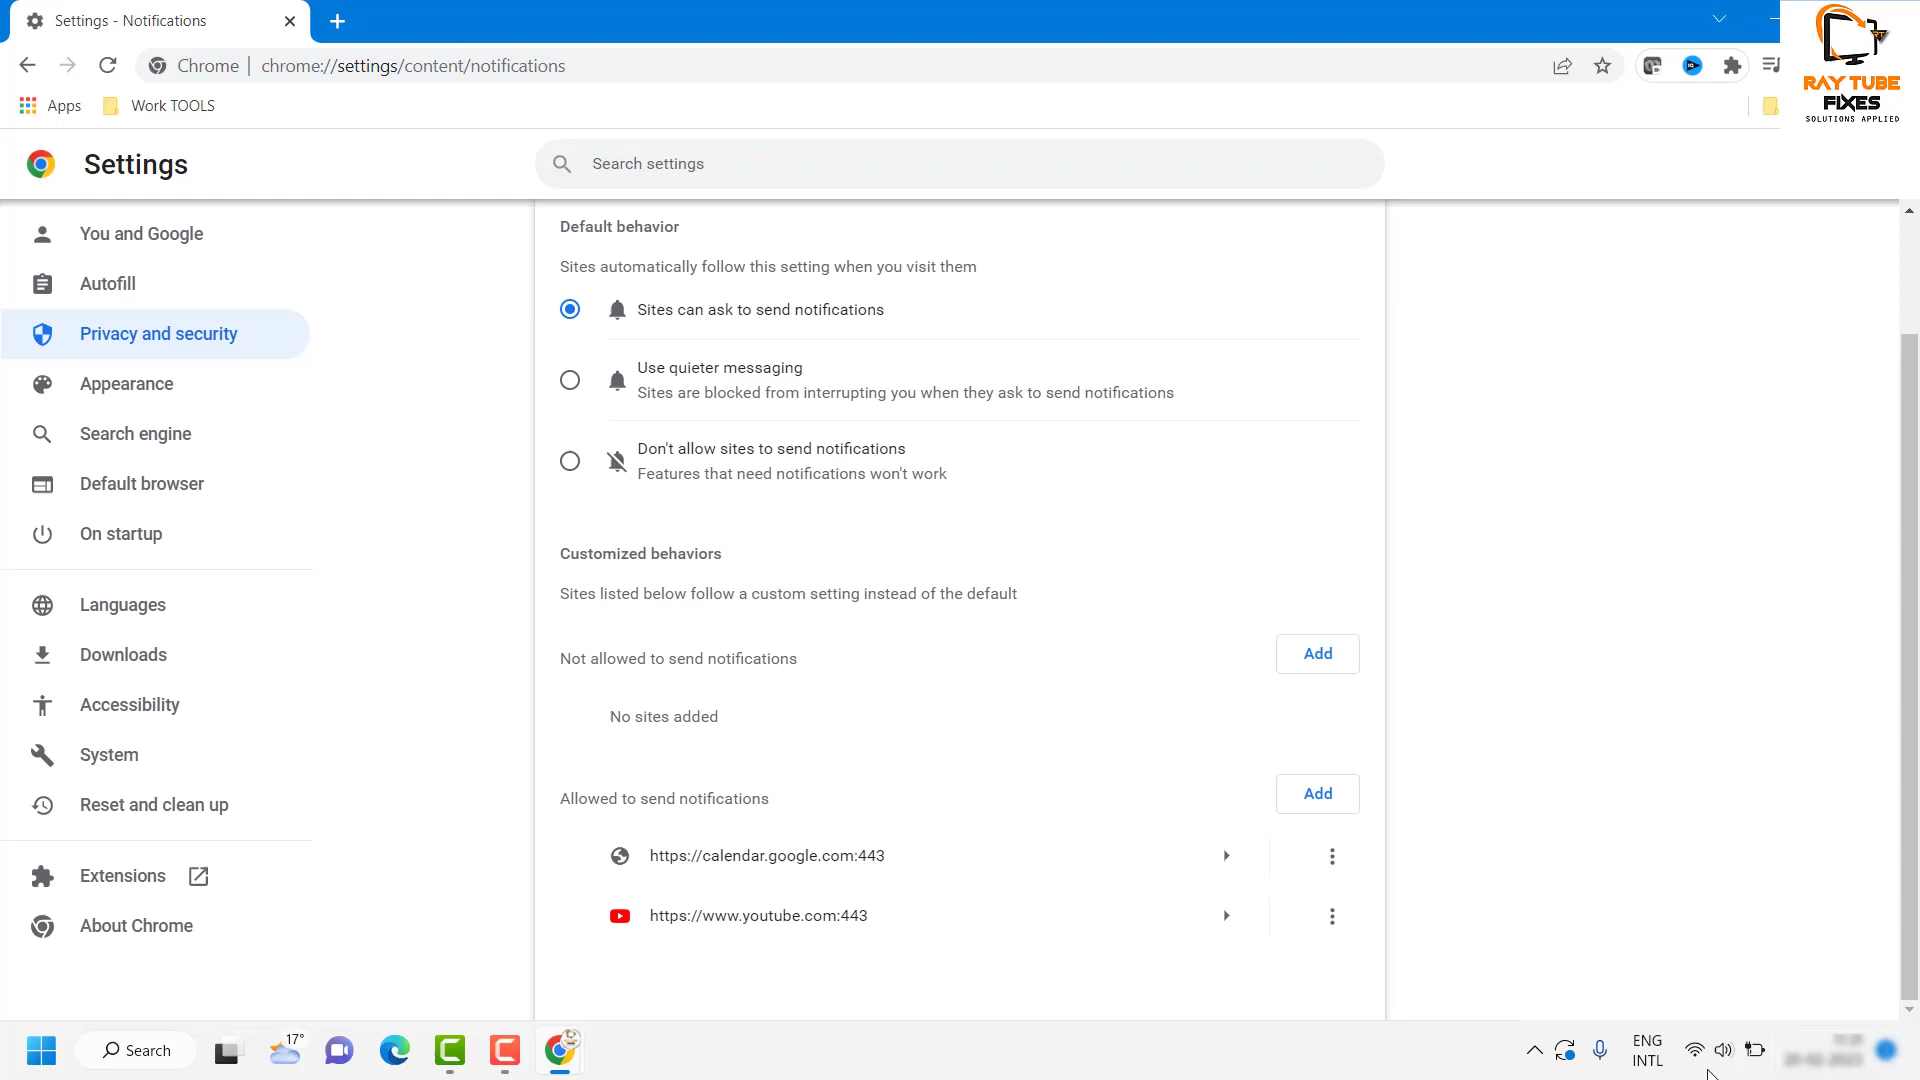 Settings - Notifications
Chrome | chrome://settings/content/notifications
Apps
Work TOOLS
RAY TUBE
FIXES
SOLUTIONS APPLIED
Settings
Search settings
You and Google
Autofill
Privacy and security
Appearance
Search engine
Default browser
On startup
Languages
Downloads
Accessibility
System
Reset and clean up
Extensions
About Chrome
Default behavior
Sites automatically follow this setting when you visit them
Sites can ask to send notifications
Use quieter messaging
Sites are blocked from interrupting you when they ask to send notifications
Don't allow sites to send notifications
Features that need notifications won't work
Customized behaviors
Sites listed below follow a custom setting instead of the default
Not allowed to send notifications
Add
No sites added
Allowed to send notifications
Add
https://calendar.google.com:443
https://www.youtube.com:443
Search
17°
ENG
INTL